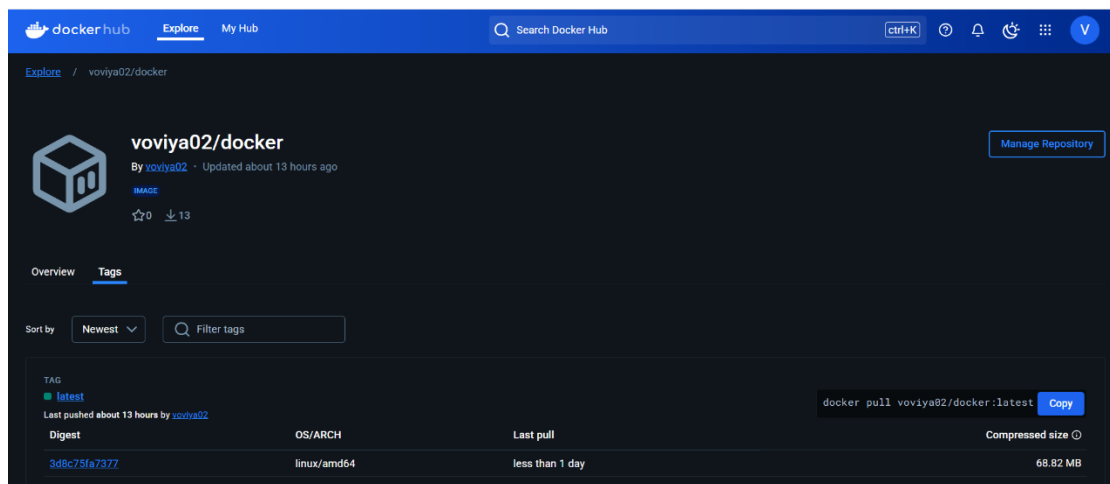 dockerhub Explore My Hub Search Docker Hub ctrl+K V
Explore / voviya02/docker
voviya02/docker
Manage Repository
By voviya02 · Updated about 13 hours ago
IMAGE
0 13
Overview Tags
Sort by Newest Filter tags
TAG
latest
Last pushed about 13 hours by voviya02
docker pull voviya02/docker:latest Copy
Digest OS/ARCH Last pull Compressed size
3d8c75fa7377 linux/amd64 less than 1 day 68.82 MB